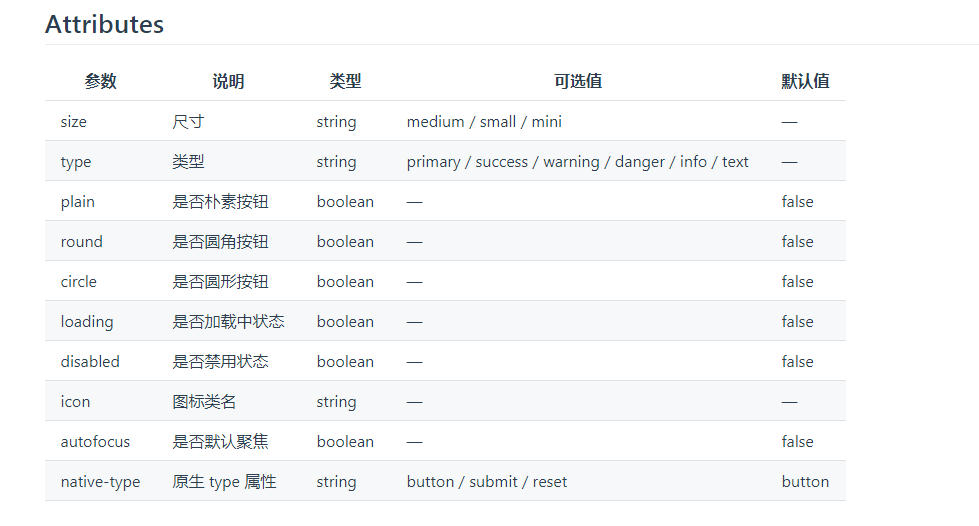 Attributes
参数 说明 类型 可选值 默认值
size 尺寸 string medium / small / mini —
type 类型 string primary / success / warning / danger / info / text —
plain 是否朴素按钮 boolean — false
round 是否圆角按钮 boolean — false
circle 是否圆形按钮 boolean — false
loading 是否加载中状态 boolean — false
disabled 是否禁用状态 boolean — false
icon 图标类名 string — —
autofocus 是否默认聚焦 boolean — false
native-type 原生 type 属性 string button / submit / reset button